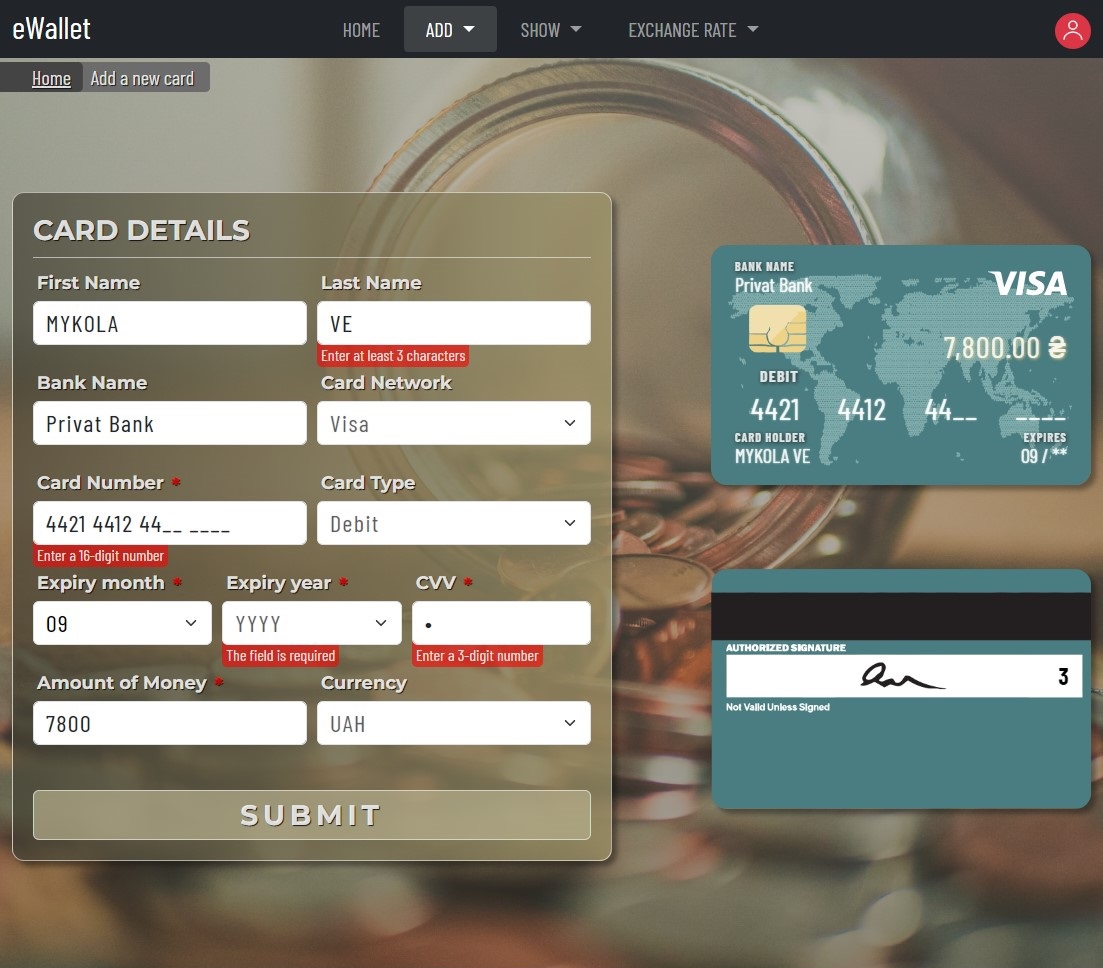 eWallet
HOME
ADD
SHOW
EXCHANGE RATE
Home
Add a new card
CARD DETAILS
First Name
Last Name
MYKOLA
VE
Enter at least 3 characters
Bank Name
Card Network
Privat Bank
Visa
Card Number *
Card Type
4421 4412 44__ ____
Debit
Enter a 16-digit number
Expiry month *
Expiry year *
CVV *
09
YYYY
•
The field is required
Enter a 3-digit number
Amount of Money *
Currency
7800
UAH
SUBMIT
BANK NAME
Privat Bank
VISA
7,800.00 ₴
DEBIT
4421 4412 44__ ____
CARD HOLDER
EXPIRES
MYKOLA VE
09 / **
AUTHORIZED SIGNATURE
3
Not Valid Unless Signed